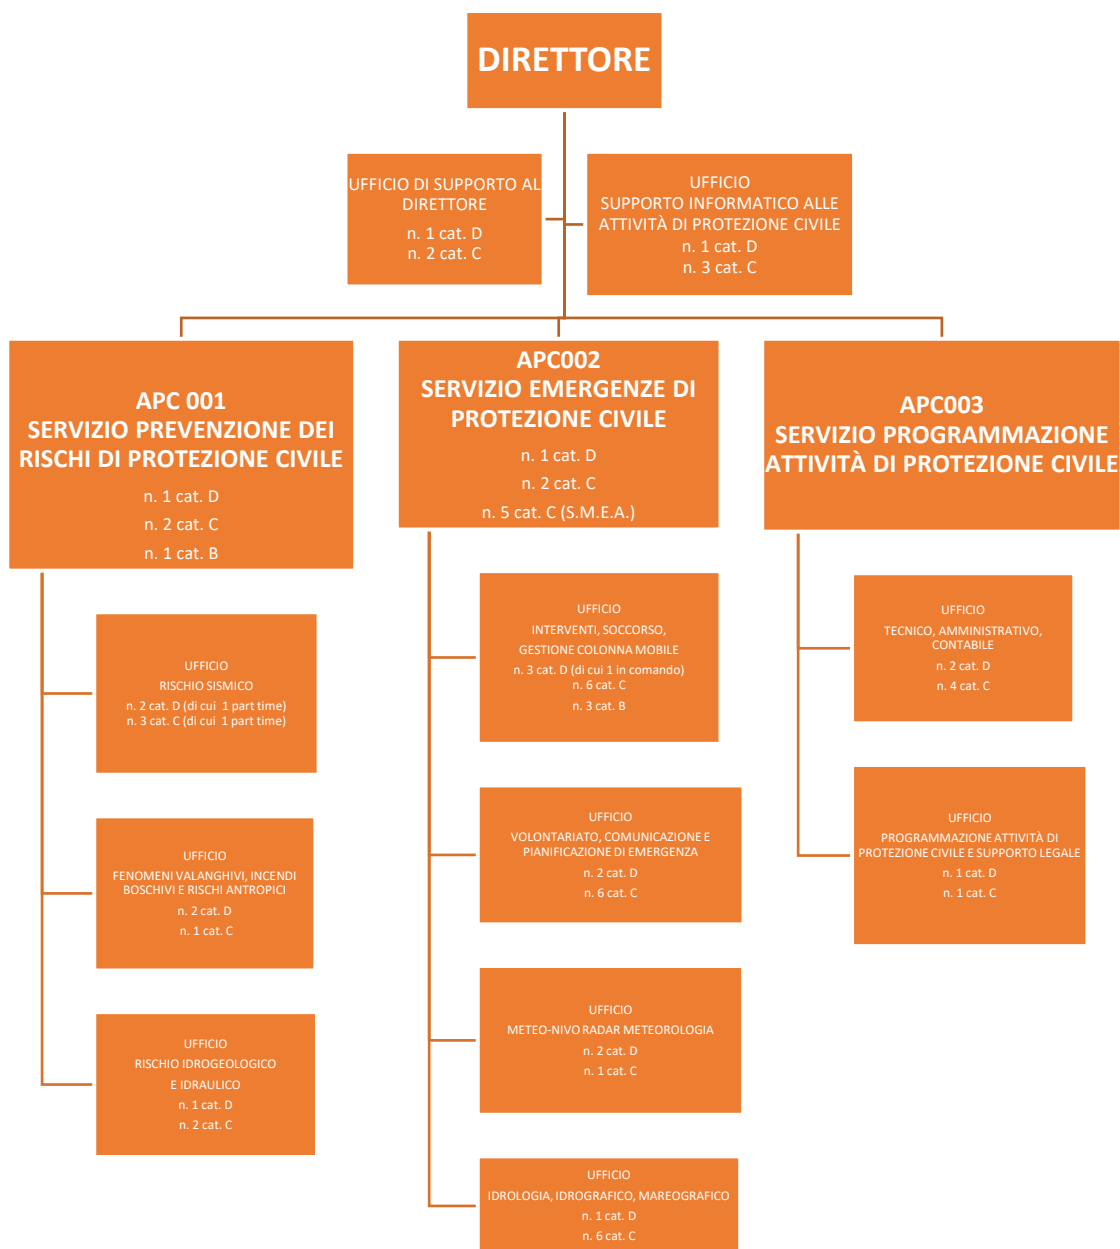 DIRETTORE
UFFICIO DI SUPPORTO AL
DIRETTORE
n. 1 cat. D
n. 2 cat. C
UFFICIO
SUPPORTO INFORMATICO ALLE
ATTIVITÀ DI PROTEZIONE CIVILE
n. 1 cat. D
n. 3 cat. C
APC 001
SERVIZIO PREVENZIONE DEI
RISCHI DI PROTEZIONE CIVILE
n. 1 cat. D
n. 2 cat. C
n. 1 cat. B
UFFICIO
RISCHIO SISMICO
n. 2 cat. D (di cui 1 part time)
n. 3 cat. C (di cui 1 part time)
UFFICIO
FENOMENI VALANGHIVI, INCENDI
BOSCHIVI E RISCHI ANTROPICI
n. 2 cat. D
n. 1 cat. C
UFFICIO
RISCHIO IDROGEOLOGICO
E IDRAULICO
n. 1 cat. D
n. 2 cat. C
APC002
SERVIZIO EMERGENZE DI
PROTEZIONE CIVILE
n. 1 cat. D
n. 2 cat. C
n. 5 cat. C (S.M.E.A.)
UFFICIO
INTERVENTI, SOCCORSO,
GESTIONE COLONNA MOBILE
n. 3 cat. D (di cui 1 in comando)
n. 6 cat. C
n. 3 cat. B
UFFICIO
VOLONTARIATO, COMUNICAZIONE E
PIANIFICAZIONE DI EMERGENZA
n. 2 cat. D
n. 6 cat. C
UFFICIO
METEO-NIVO RADAR METEOROLOGIA
n. 2 cat. D
n. 1 cat. C
UFFICIO
IDROLOGIA, IDROGRAFICO, MAREOGRAFICO
n. 1 cat. D
n. 6 cat. C
APC003
SERVIZIO PROGRAMMAZIONE
ATTIVITÀ DI PROTEZIONE CIVILE
UFFICIO
TECNICO, AMMINISTRATIVO,
CONTABILE
n. 2 cat. D
n. 4 cat. C
UFFICIO
PROGRAMMAZIONE ATTIVITÀ DI
PROTEZIONE CIVILE E SUPPORTO LEGALE
n. 1 cat. D
n. 1 cat. C